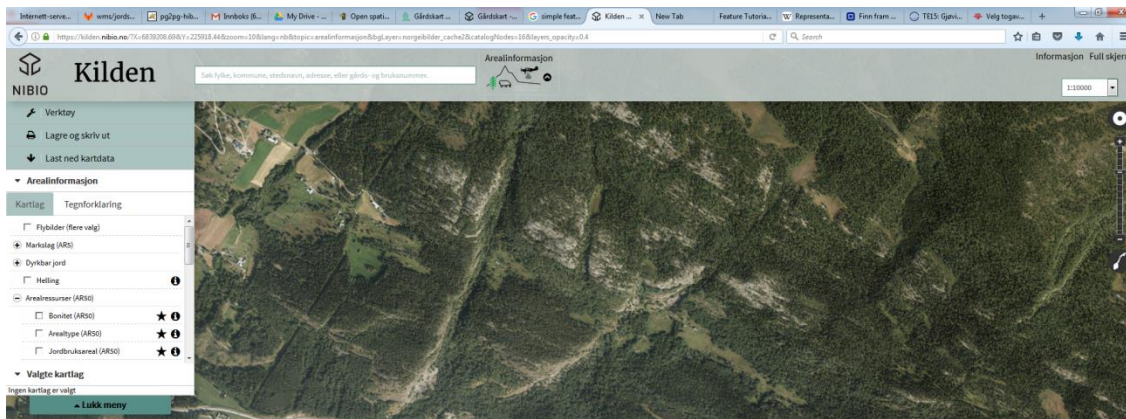 Internett-serve...
wms/jords...
pg2pg-hib...
Innboks (6...
My Drive - ...
Open spati...
Gårdskart ...
Gårdskart -...
simple feat...
Kilden ...
New Tab
Feature Tutoria...
Representa...
Finn fram ...
TE15: Gjøvi...
Velg togav...
https://kilden.nibio.no/?X=6839208.69&Y=225918.44&zoom=10&lang=nb&topic=arealinformasjon&bgLayer=norgeibilder_cache2&catalogNodes=16&layers_opacity=0.4
Search
NIBIO
Kilden
Søk fylke, kommune, stedsnavn, adresse, eller gårds- og bruksnummer.
Arealinformasjon
Informasjon Full skjerm
1:10000
Verktøy
Lagre og skriv ut
Last ned kartdata
Arealinformasjon
Kartlag Tegnforklaring
Flybilder (flere valg)
Markslag (AR5)
Dyrkbar jord
Helling
Arealressurser (AR50)
Bonitet (AR50)
Arealtype (AR50)
Jordbruksareal (AR50)
Valgte kartlag
Ingen kartlag er valgt
Lukk meny